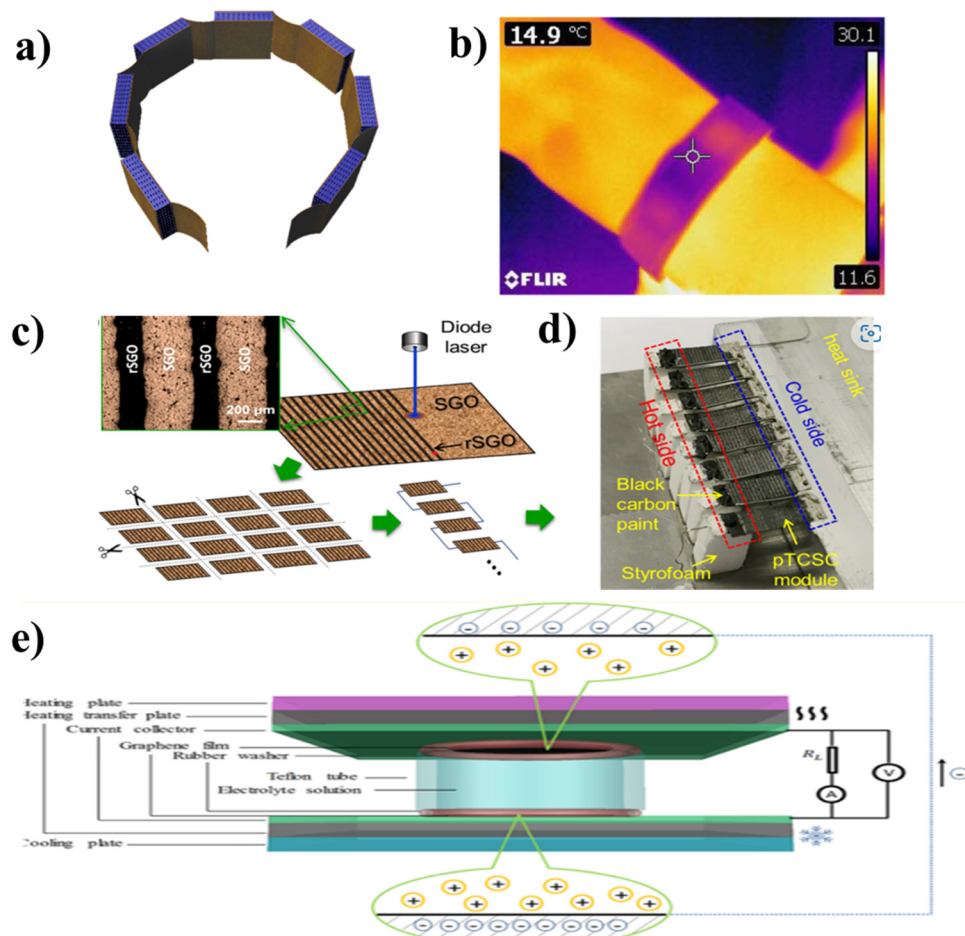 a)
b)
14.9 °C
30.1
11.6
FLIR
c)
rSGO
SGO
rSGO
SGO
200 μm
Diode
laser
SGO
rSGO
d)
heat sink
Cold side
Hot side
Black
carbon
paint
Styrofoam
pTCSC
module
e)
Heating plate
Heating transfer plate
Current collector
Graphene film
Rubber washer
Teflon tube
Electrolyte solution
Cooling plate
R_L
A
V